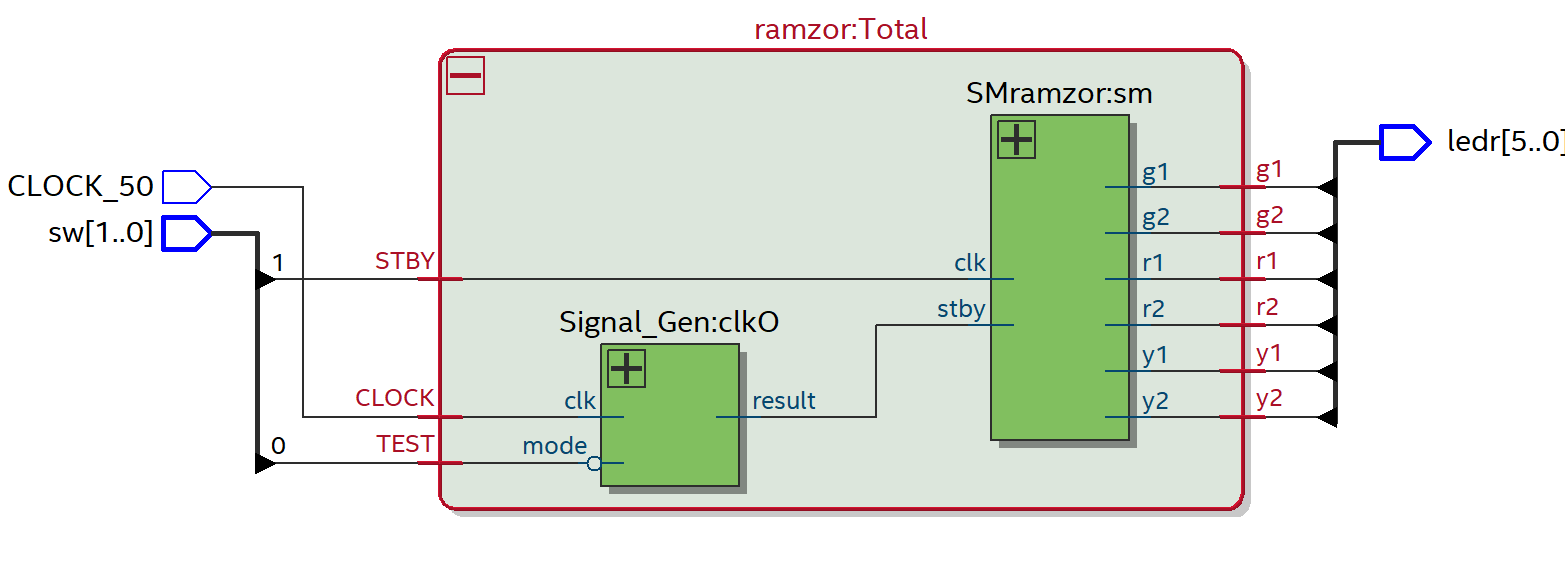 ramzor:Total
SMramzor:sm
CLOCK_50
sw[1..0]
ledr[5..0]
g1 g1
g2 g2
1 STBY clk r1 r1
stby r2 r2
Signal_Gen:clkO
y1 y1
CLOCK clk result y2 y2
0 TEST mode